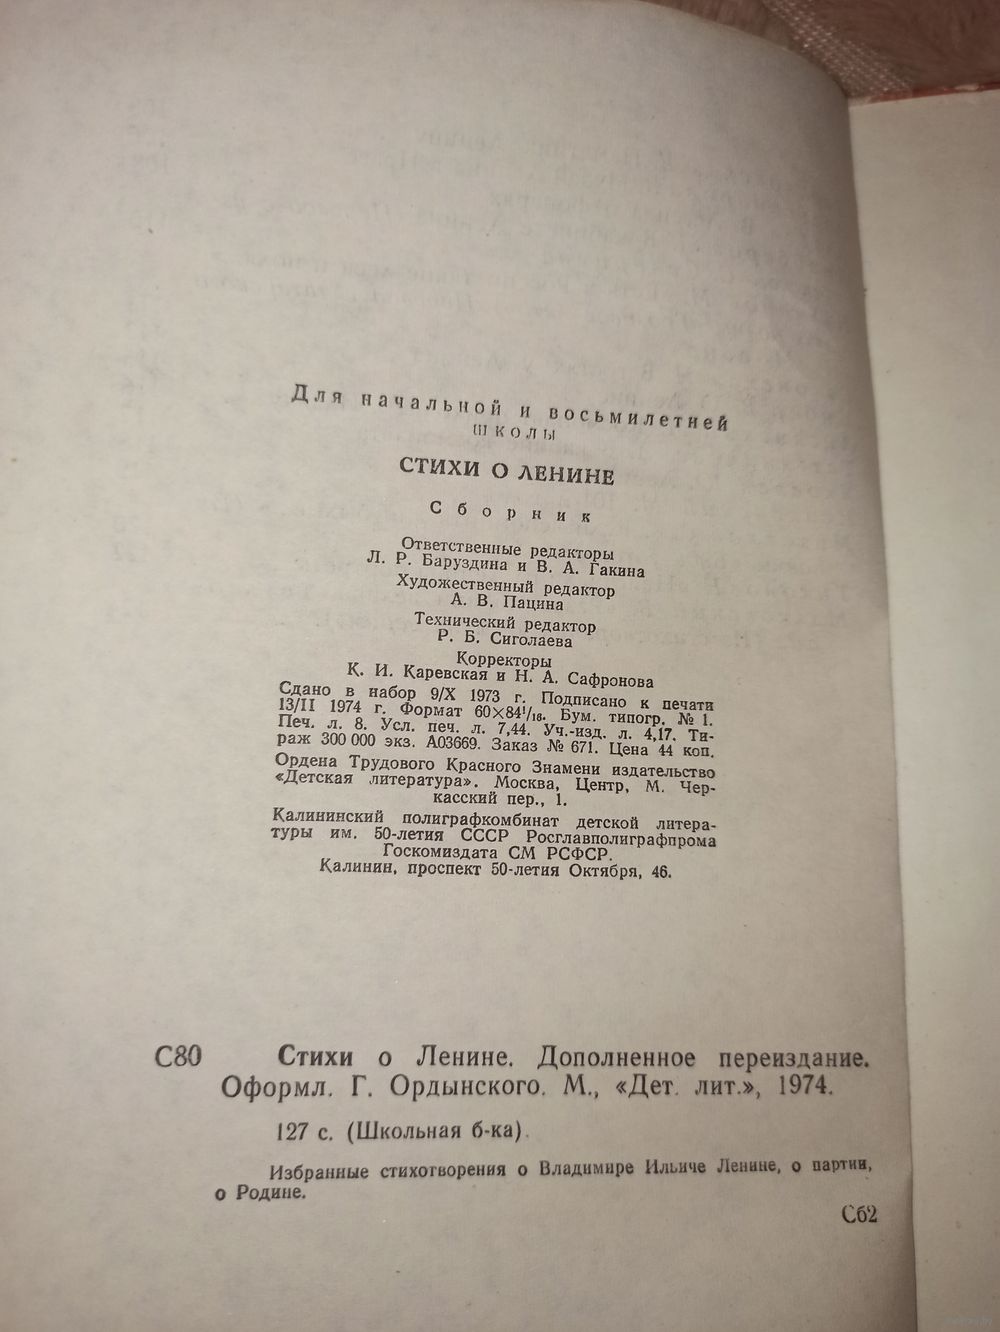 Для начальной и восьмилетней
школы
СТИХИ О ЛЕНИНЕ
Сборник
Ответственные редакторы
Л. Р. Баруздина и В. А. Гакина
Художественный редактор
А. В. Пацина
Технический редактор
Р. Б. Сиголаева
Корректоры
К. И. Каревская и Н. А. Сафронова
Сдано в набор 9/X 1973 г. Подписано к печати
13/II 1974 г. Формат 60×84¹/₁₆. Бум. типогр. № 1.
Печ. л. 8. Усл. печ. л. 7,44. Уч.-изд. л. 4,17. Ти-
раж 300 000 экз. А03669. Заказ № 671. Цена 44 коп.
Ордена Трудового Красного Знамени издательство
«Детская литература». Москва, Центр, М. Чер-
касский пер., 1.
Калининский полиграфкомбинат детской литера-
туры им. 50-летия СССР Росглавполиграфпрома
Госкомиздата СМ РСФСР.
Калинин, проспект 50-летия Октября, 46.
С80 Стихи о Ленине. Дополненное переиздание.
Оформл. Г. Ордынского. М., «Дет. лит.», 1974.
127 с. (Школьная б-ка).
Избранные стихотворения о Владимире Ильиче Ленине, о партии,
о Родине.
Сб2